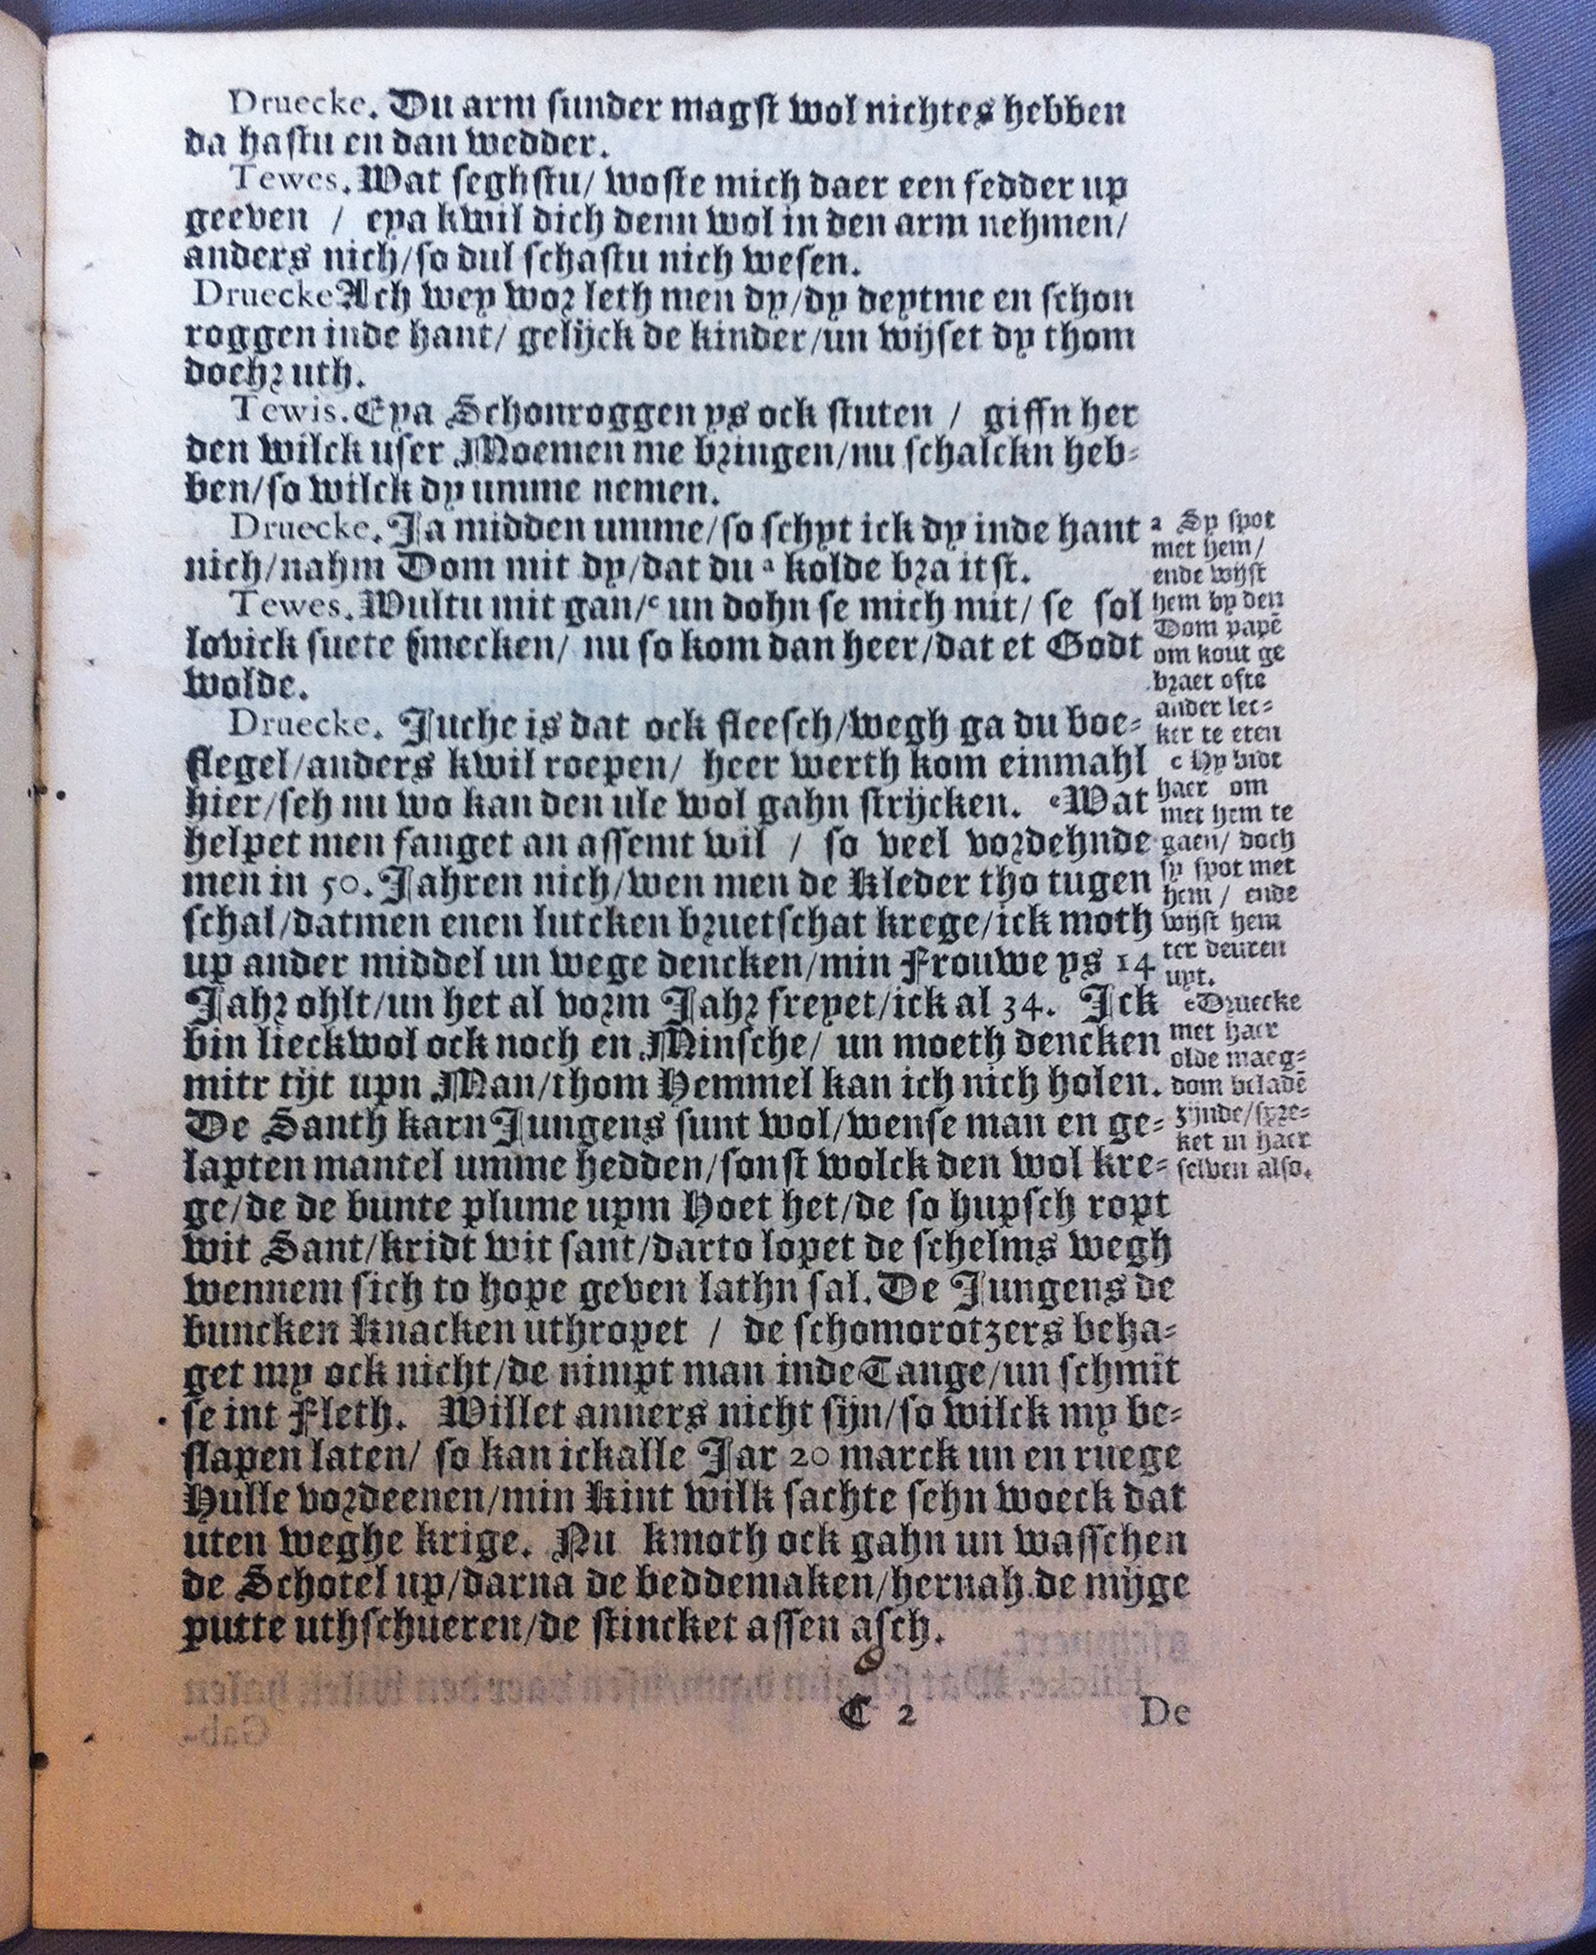 Druecke. Du arm sunder magst wol nichtes hebben
da hastu en dan wedder.
Tewes. Wat seghstu/ woste mich daer een fedder up
geeven / eya kwil dich denn wol in den arm nehmen/
anders nich/so dul schastu nich wesen.
Druecke Ach wey wor leth men dy/dy deytme en schon
roggen inde hant/ gelijck de kinder/un wijset dy thom
doehr uth.
Tewis. Eya Schonroggen ys ock stuten / giffn her
den wilck user Moemen me bringen/nu schalckn heb-
ben/so wilck dy umme nemen.
Druecke. Ja midden umme/so schyt ick dy inde hant
nich/nahm Dom mit dy/dat du a kolde bra itst.
Tewes. Wultu mit gan/c un dohn se mich mit/ se sol
lovick suete smecken/ nu so kom dan heer/dat et Godt
wolde.
Druecke. Juche is dat ock fleesch/wegh ga du boe-
flegel/anders kwil roepen/ heer werth kom einmahl
hier/seh nu wo kan den ule wol gahn strijcken. e Wat
helpet men fanget an assemt wil / so veel vordehnde
men in 50. Jahren nich/wen men de Kleder tho tugen
schal/datmen enen lutcken bruetschat krege/ick moth
up ander middel un wege dencken/min Frouwe ys 14
Jahr ohlt/un het al vorm Jahr freyet/ick al 34. Ick
bin lieckwol ock noch en Minsche/ un moeth dencken
mitr tijt upn Man/thom Hemmel kan ich nich holen.
De Santh karn Jungens sunt wol/wense man en ge-
lapten mantel umme hedden/sonst wolck den wol kre-
ge/de de bunte plume upm Hoet het/de so hupsch ropt
wit Sant/kridt wit sant/darto lopet de schelms wegh
wennem sich to hope geven lathn sal. De Jungens de
buncken Knacken uthropet / de schomorotzers beha-
get my ock nicht/de nimpt man inde Tange/un schmit
se int Fleth. Willet anners nicht sijn/so wilck my be-
slapen laten/ so kan ickalle Jar 20 marck un en ruege
Hulle vordeenen/min Kint wilk sachte sehn woeck dat
uten weghe krige. Nu kmoth ock gahn un wasschen
de Schotel up/darna de beddemaken/hernah de mijge
putte uthschueren/de stincket assen asch.
a Sy spot
met hem/
ende wijst
hem by den
Dom papē
om kout ge
braet ofte
ander lec-
ker te eten
c Hy bidt
haer om
met hem te
gaen/ doch
sy spot met
hem / ende
wijst hem
ter deuren
uyt.
e Druecke
met haer
olde maeg-
dom beladē
zijnde/spre-
ket in haer
selven also.
C 2 De